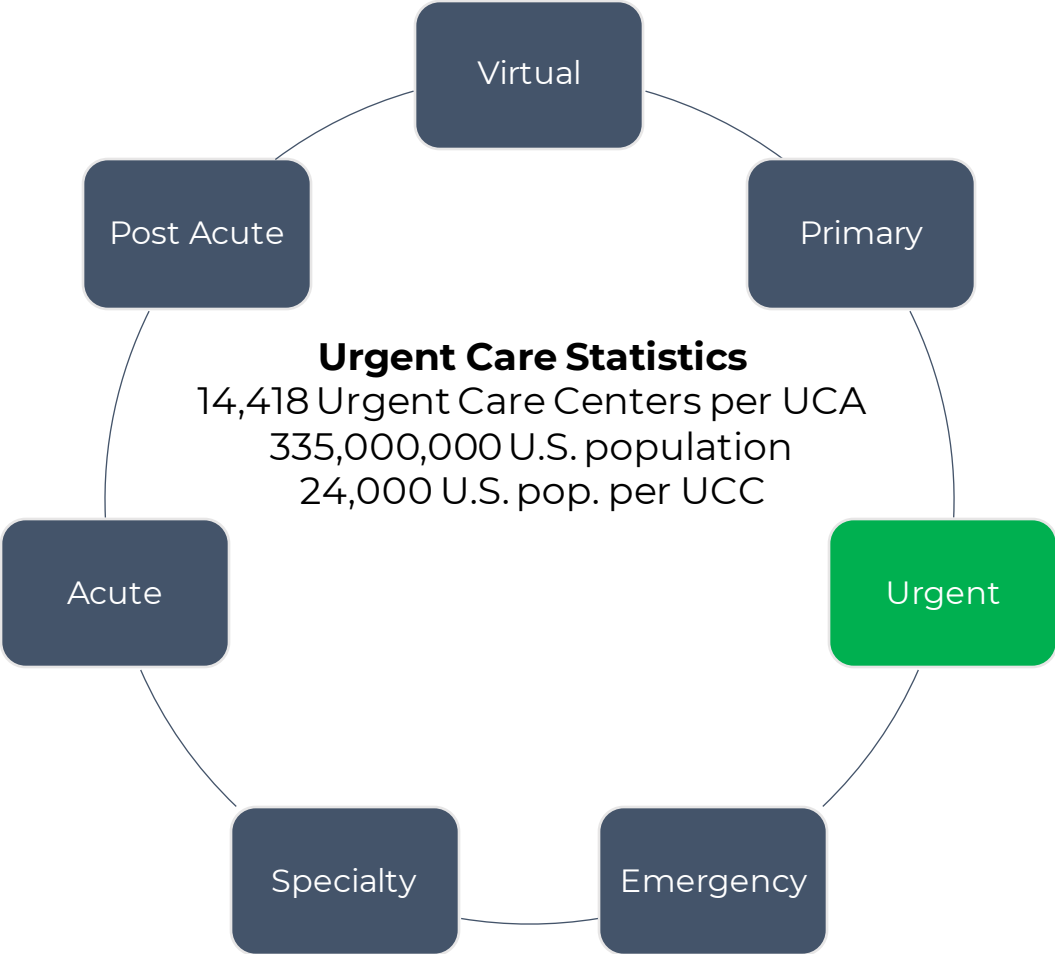 Virtual
Post Acute
Primary
Urgent Care Statistics
14,418 Urgent Care Centers per UCA
335,000,000 U.S. population
24,000 U.S. pop. per UCC
Acute
Urgent
Specialty
Emergency